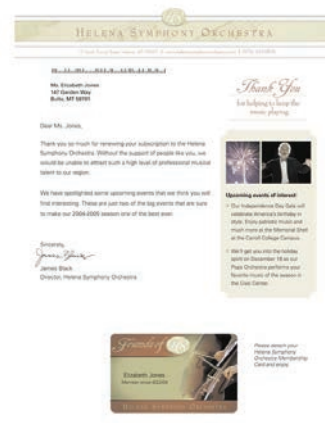 HELENA SYMPHONY ORCHESTRA
Ms. Elizabeth Jones
147 Garden Way
Butte, MT 59701
Dear Ms. Jones,
Thank you so much for renewing your subscription to the Helena
Symphony Orchestra. Without the support of people like you, we
would be unable to attract such a high level of professional musical
talent to our region.
We have spotlighted some upcoming events that we think you will
find interesting. These are just two of the big events that are sure
to make our 2004-2005 season one of the best ever.
Sincerely,
James Black
James Black
Director, Helena Symphony Orchestra
Thank You
for helping to keep the
music playing.
Upcoming events of interest:
Our Independence Day Gala will
celebrate America's birthday in
style. Enjoy patriotic music and
much more at the Memorial Shell
at the Carroll College Campus.
We'll get you into the holiday
spirit on December 18 as our
Pops Orchestra performs your
favorite music of the season in
the Civic Center.
Friends of
Elizabeth Jones
Member since
HELENA SYMPHONY ORCHESTRA
Please detach your
Helena Symphony
Orchestra Membership
Card and enjoy.